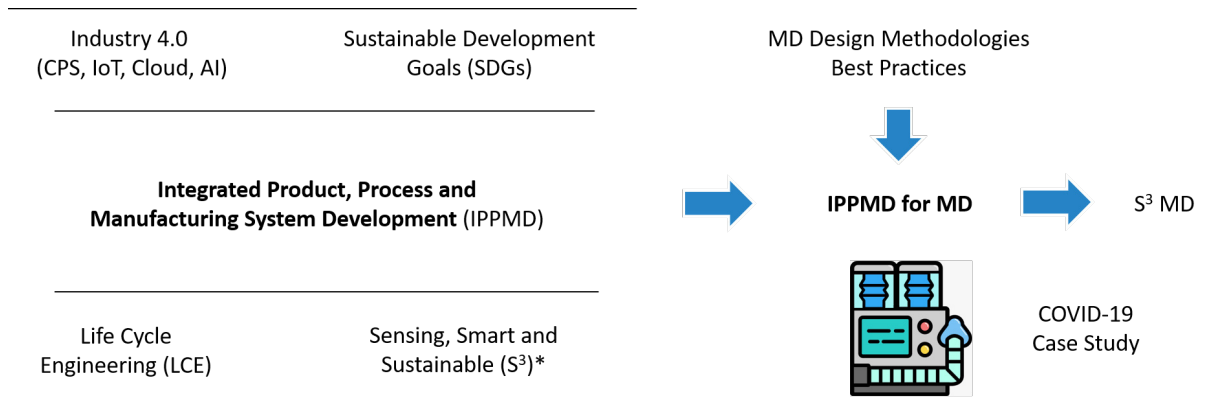 Industry 4.0
(CPS, IoT, Cloud, AI)
Sustainable Development
Goals (SDGs)
MD Design Methodologies
Best Practices
Integrated Product, Process and
Manufacturing System Development (IPPMD)
IPPMD for MD
S³ MD
Life Cycle
Engineering (LCE)
Sensing, Smart and
Sustainable (S³)*
COVID-19
Case Study